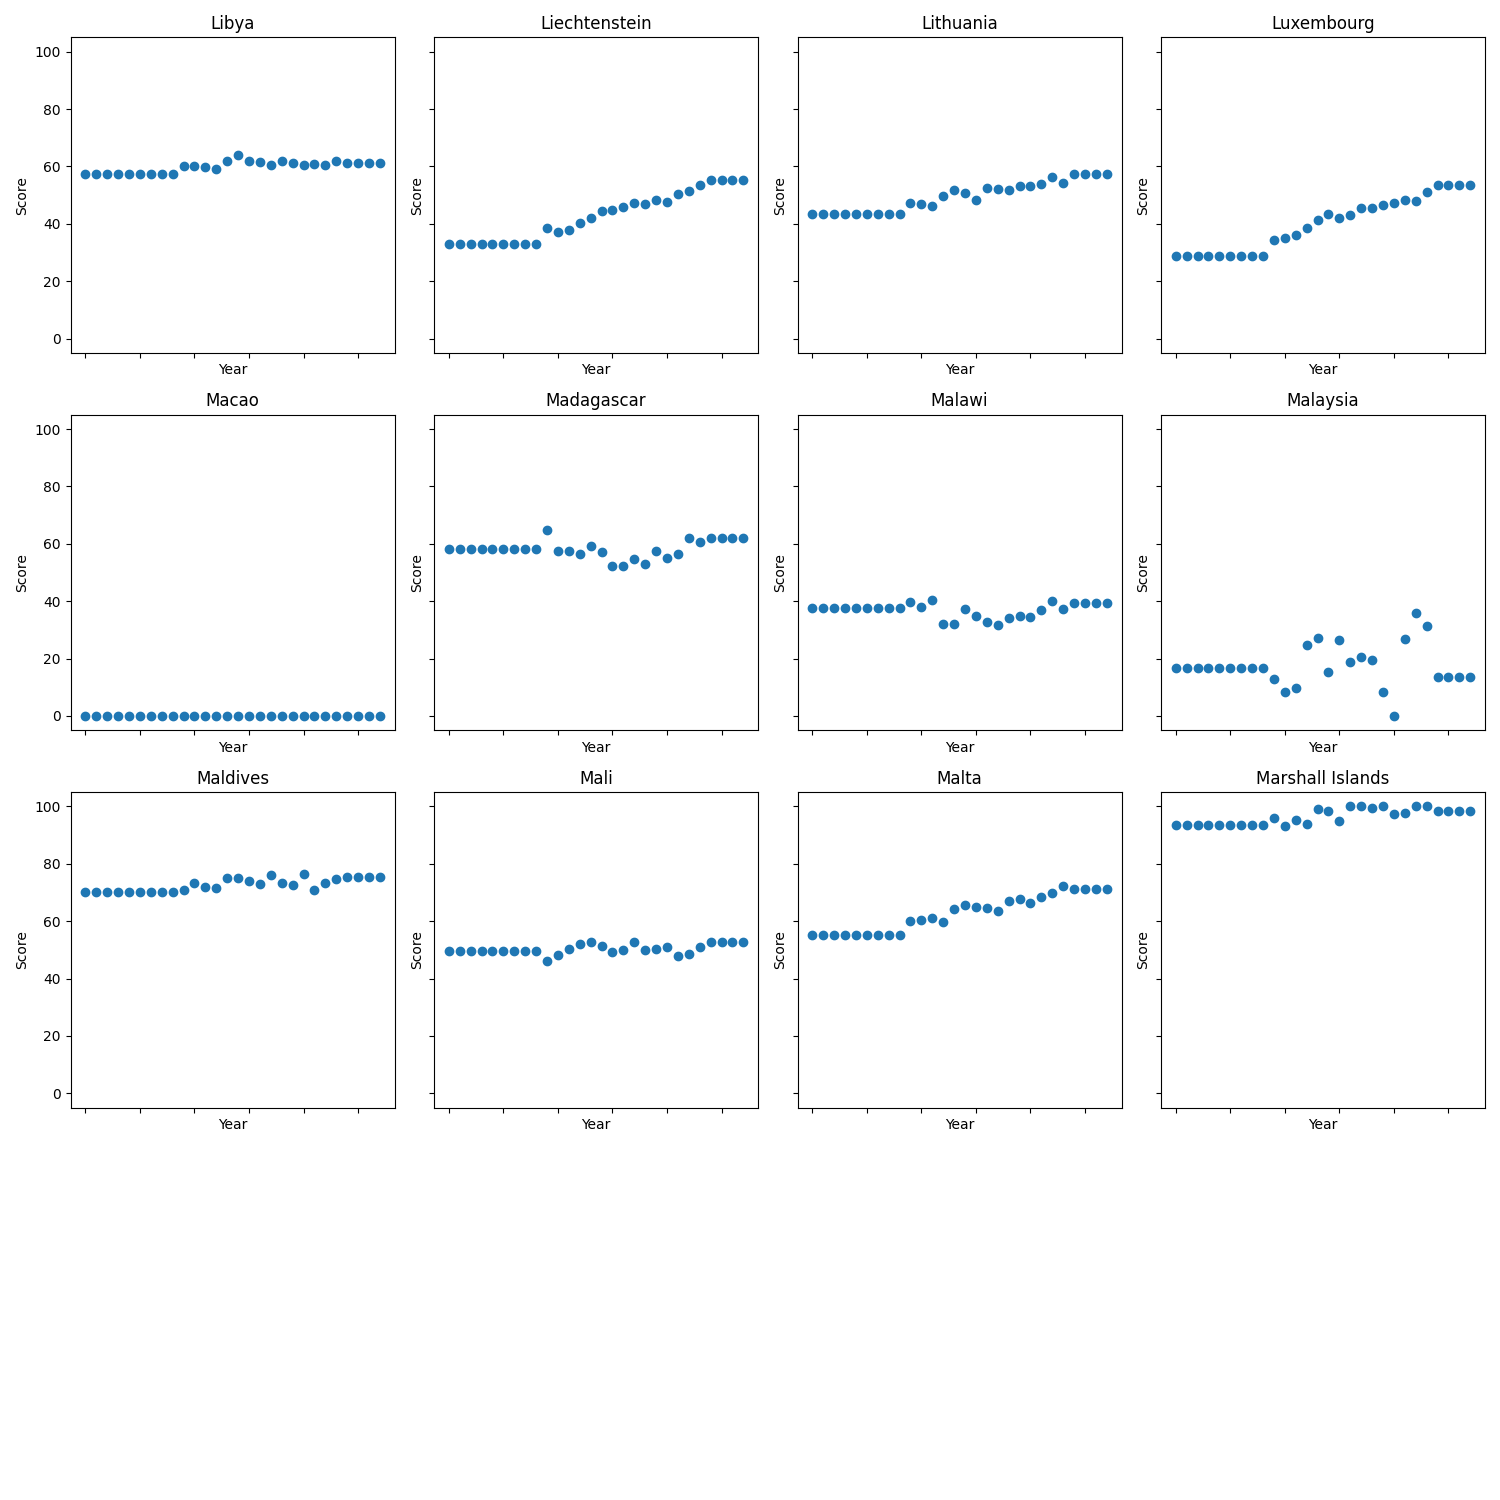 Libya Liechtenstein Lithuania Luxembourg
100
80
60
40
20
0
Score Score Score Score
Year Year Year Year
Macao Madagascar Malawi Malaysia
100
80
60
40
20
0
Score Score Score Score
Year Year Year Year
Maldives Mali Malta Marshall Islands
100
80
60
40
20
0
Score Score Score Score
Year Year Year Year